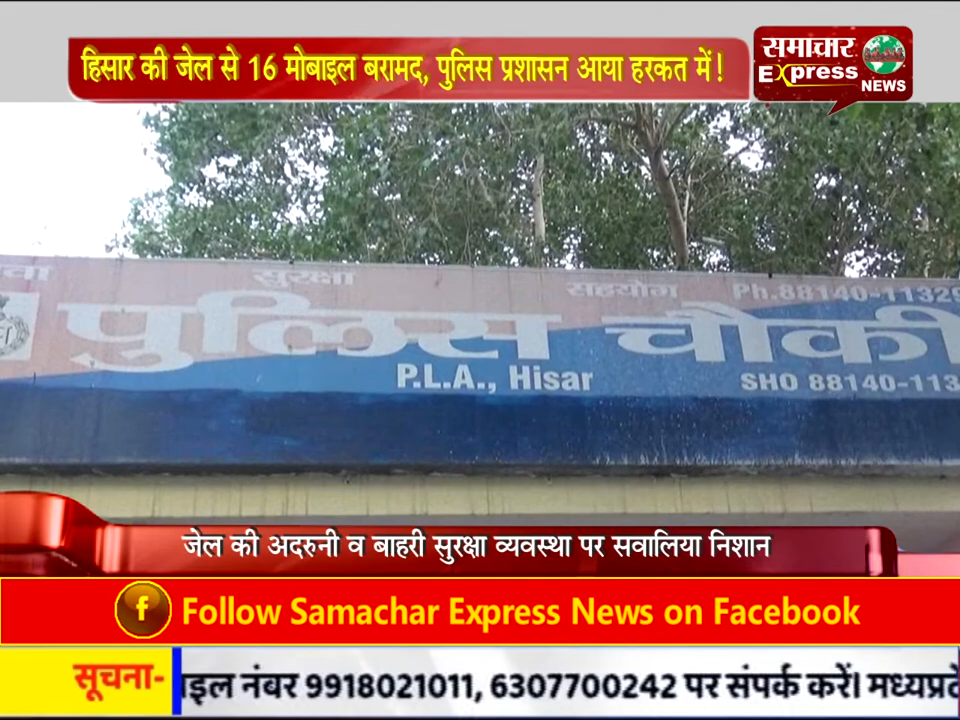 हिसार की जेल से 16 मोबाइल बरामद, पुलिस प्रशासन आया हरकत में!
समाचार
Express
NEWS
सुरक्षा सहयोग Ph.88140-1132
पुलिस चौकी
P.L.A., Hisar
SHO 88140-113
जेल की अदरुनी व बाहरी सुरक्षा व्यवस्था पर सवालिया निशान
f Follow Samachar Express News on Facebook
सूचना- इल नंबर 9918021011, 6307700242 पर संपर्क करें। मध्यप्रदे